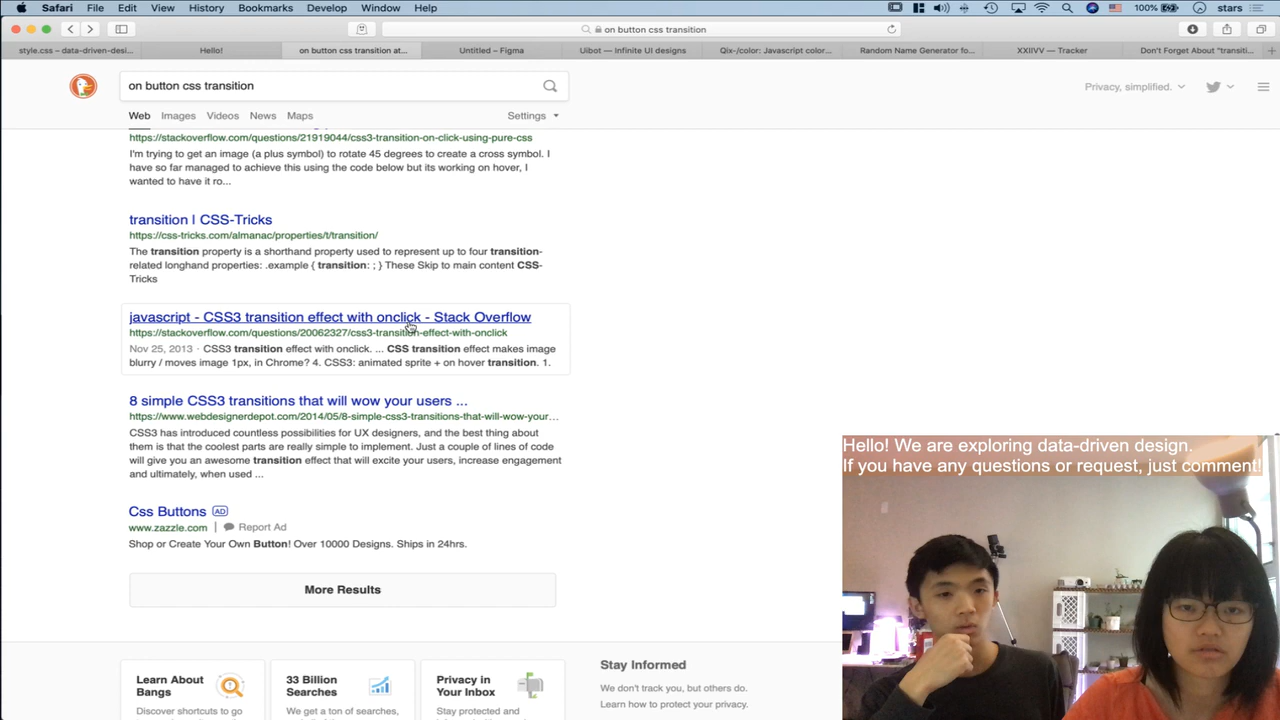 Safari File Edit View History Bookmarks Develop Window Help 100% stars
on button css transition
style.css – data-driven-desi... Hello! on button css transition at... Untitled – Figma Uibot — Infinite UI designs Qix-/color: Javascript color... Random Name Generator fo... XXIIVV — Tracker Don't Forget About "transiti...
on button css transition
Privacy, simplified.
Web Images Videos News Maps Settings
https://stackoverflow.com/questions/21919044/css3-transition-on-click-using-pure-css
I'm trying to get an image (a plus symbol) to rotate 45 degrees to create a cross symbol. I
have so far managed to achieve this using the code below but its working on hover, I
wanted to have it ro...
transition | CSS-Tricks
https://css-tricks.com/almanac/properties/t/transition/
The transition property is a shorthand property used to represent up to four transition-
related longhand properties: .example { transition: ; } These Skip to main content CSS-
Tricks
javascript - CSS3 transition effect with onclick - Stack Overflow
https://stackoverflow.com/questions/20062327/css3-transition-effect-with-onclick
Nov 25, 2013 · CSS3 transition effect with onclick. ... CSS transition effect makes image
blurry / moves image 1px, in Chrome? 4. CSS3: animated sprite + on hover transition. 1.
8 simple CSS3 transitions that will wow your users ...
https://www.webdesignerdepot.com/2014/05/8-simple-css3-transitions-that-will-wow-your...
CSS3 has introduced countless possibilities for UX designers, and the best thing about
them is that the coolest parts are really simple to implement. Just a couple of lines of code
will give you an awesome transition effect that will excite your users, increase engagement
and ultimately, when used ...
Css Buttons AD
www.zazzle.com | Report Ad
Shop or Create Your Own Button! Over 10000 Designs. Ships in 24hrs.
More Results
Learn About
Bangs
Discover shortcuts to go
33 Billion
Searches
We get a ton of searches,
Privacy in
Your Inbox
Stay protected and
Stay Informed
We don't track you, but others do.
Learn how to protect your privacy.
Hello! We are exploring data-driven design.
If you have any questions or request, just comment!